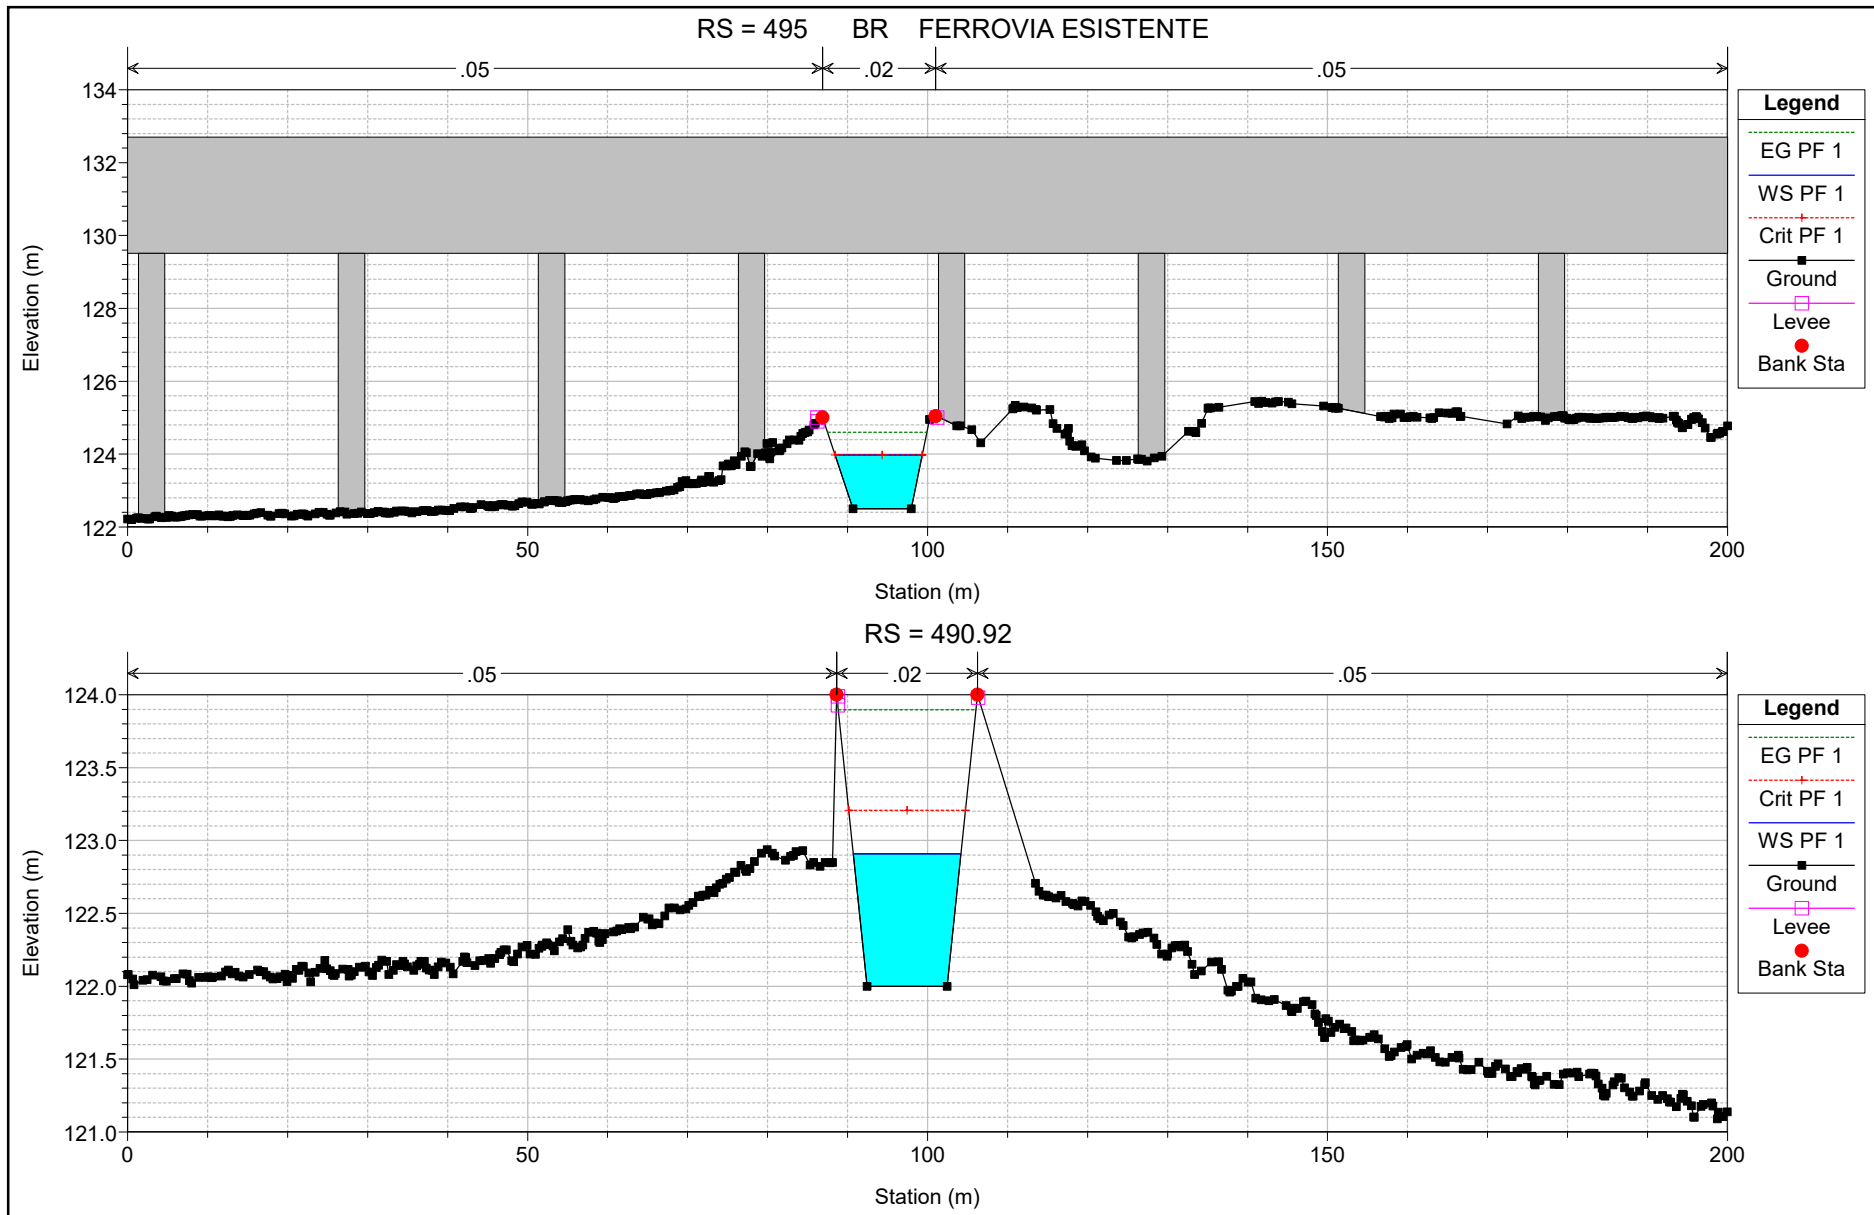 RS = 495 BR FERROVIA ESISTENTE
.05 .02 .05
134
132
130
128
126
124
122
Elevation (m)
0 50 100 150 200
Station (m)
Legend
EG PF 1
WS PF 1
Crit PF 1
Ground
Levee
Bank Sta
RS = 490.92
.05 .02 .05
124.0
123.5
123.0
122.5
122.0
121.5
121.0
Elevation (m)
0 50 100 150 200
Station (m)
Legend
EG PF 1
Crit PF 1
WS PF 1
Ground
Levee
Bank Sta